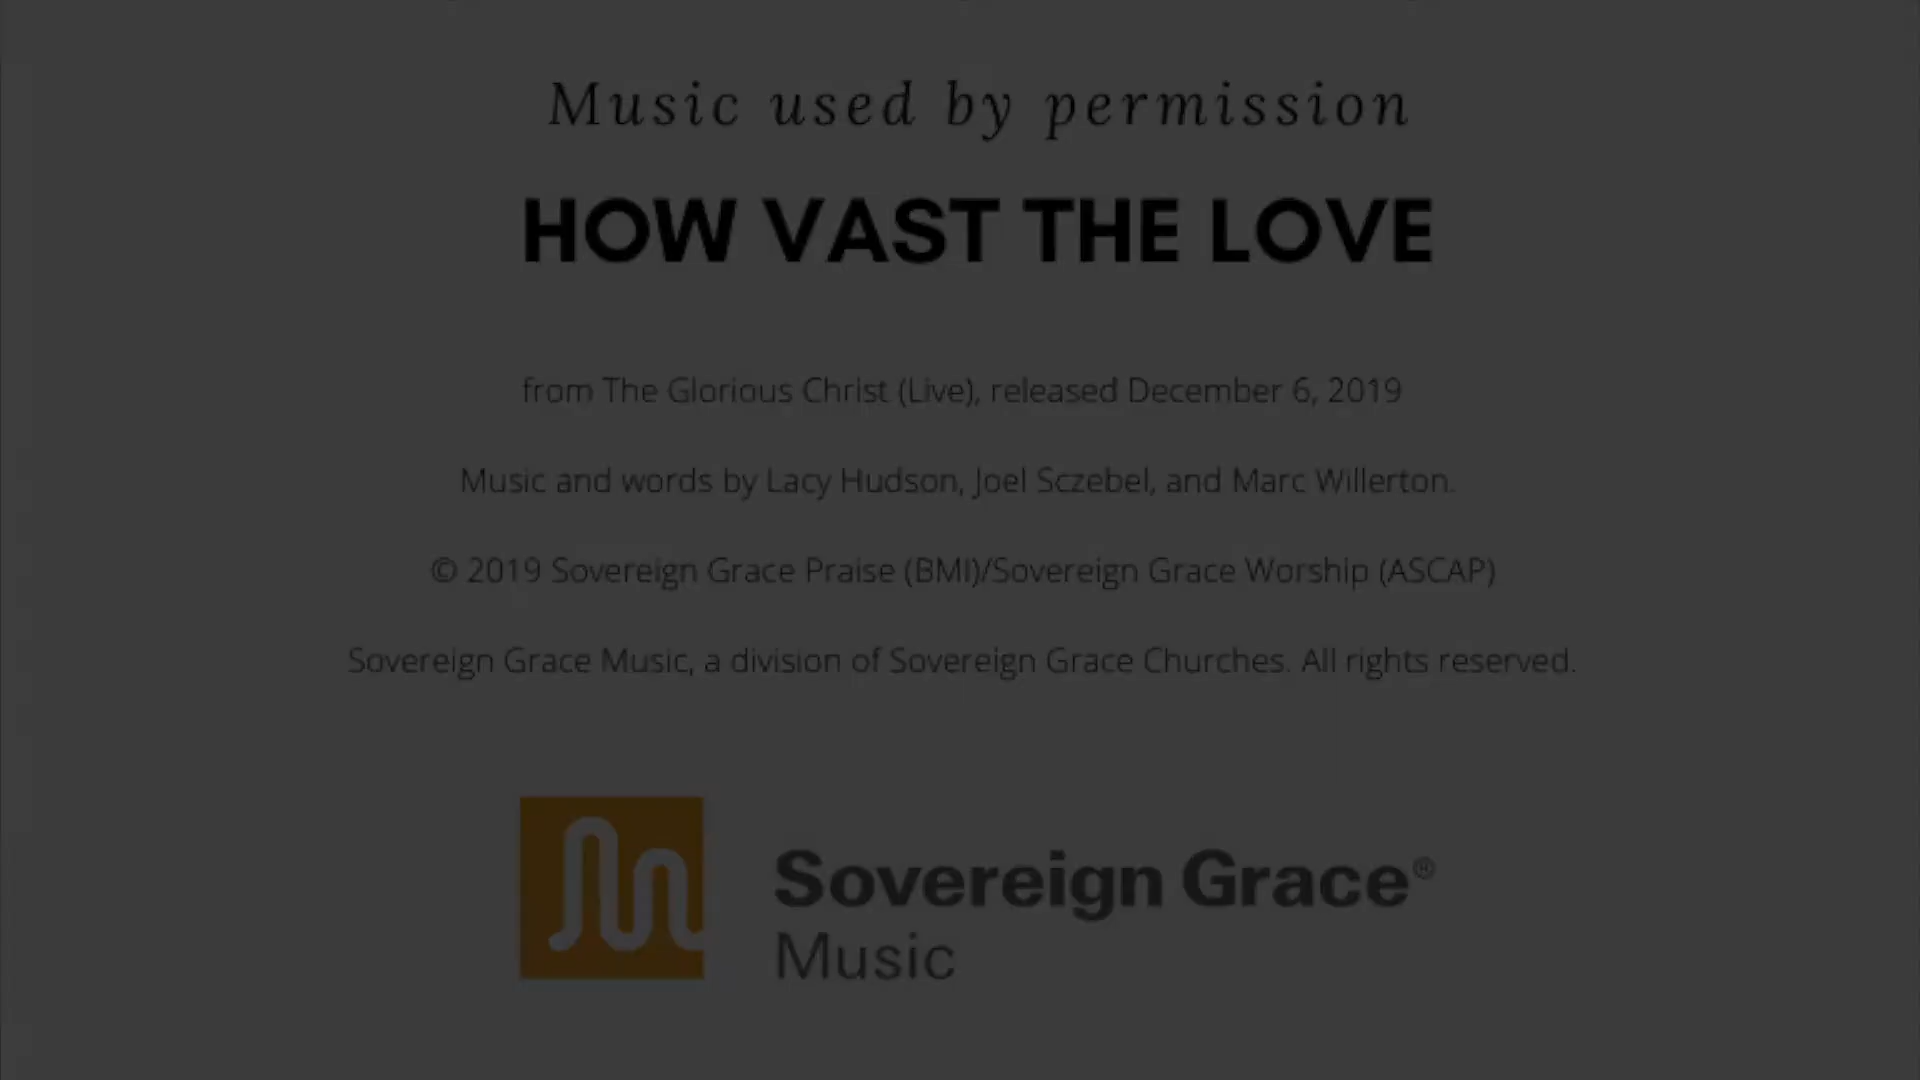 Music used by permission
HOW VAST THE LOVE
from The Glorious Christ (Live), released December 6, 2019
Music and words by Lacy Hudson, Joel Sczebel, and Marc Willerton.
© 2019 Sovereign Grace Praise (BMI)/Sovereign Grace Worship (ASCAP)
Sovereign Grace Music, a division of Sovereign Grace Churches. All rights reserved.
Sovereign Grace®
Music